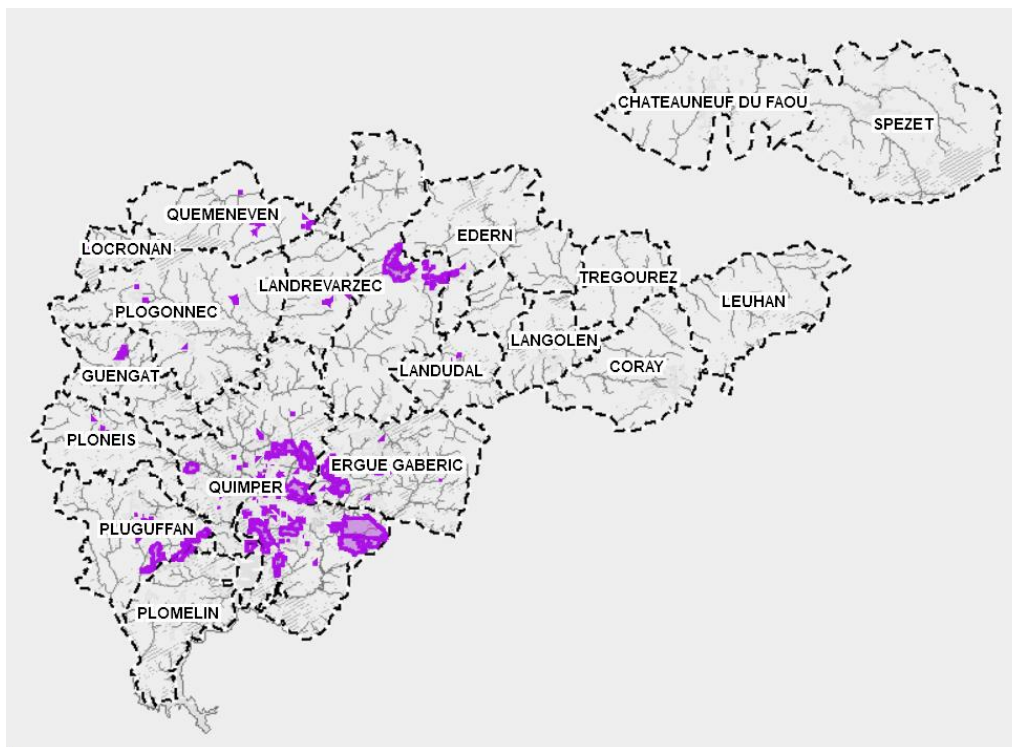 CHATEAUNEUF DU FAOU
SPEZET
QUEMENEVEN
EDERN
LOCRONAN
TREGOUREZ
LANDREVARZEC
LEUHAN
PLOGONNEC
LANGOLEN
CORAY
LANDUDAL
GUENGAT
PLONEIS
ERGUE GABERIC
QUIMPER
PLUGUFFAN
PLOMELIN